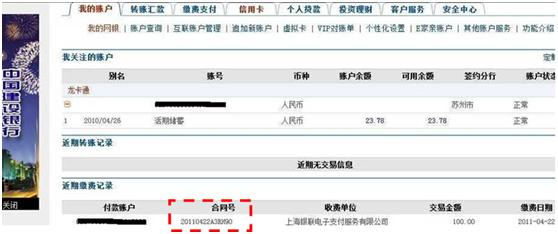 我的账户 转账汇款 缴费支付 信用卡 个人贷款 投资理财 客户服务 安全中心
我的网银 | 账户查询 | 互联账户管理 | 追加新账户 | 虚拟卡 | VIP对账单 | 个性化设置 | E家亲账户 | 其他账户服务 | 功能介绍
我关注的账户 定制
别名 账号 币种 账户余额 可用余额 签约分行 账户状态
龙卡通
人民币 苏州市 正常
1 2010/04/26 活期储蓄 人民币 23.78 23.78 正常
近期转账记录
近期无交易信息
近期缴费记录
付款账户 合同号 收费单位 交易金额 缴费日期
上海银联电子支付服务有限公司 100.00 2011-04-22
中国建设银行
关闭